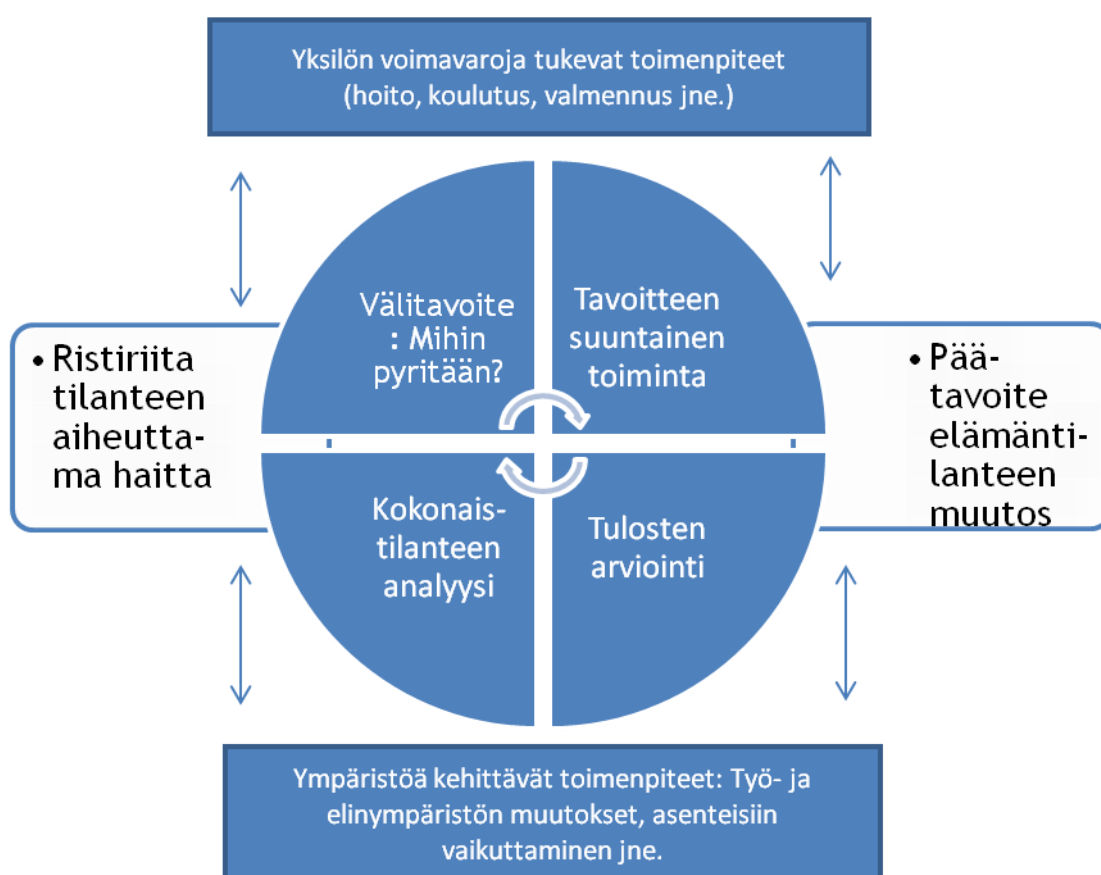 Yksilön voimavaroja tukevat toimenpiteet
(hoito, koulutus, valmennus jne.)
Välitavoite
: Mihin
pyritään?
Tavoitteen
suuntainen
toiminta
• Ristiriita
tilanteen
aiheutta-
ma haitta
• Pää-
tavoite
elämänti-
lanteen
muutos
Kokonais-
tilanteen
analyysi
Tulosten
arviointi
Ympäristöä kehittävät toimenpiteet: Työ- ja
elinympäristön muutokset, asenteisiin
vaikuttaminen jne.